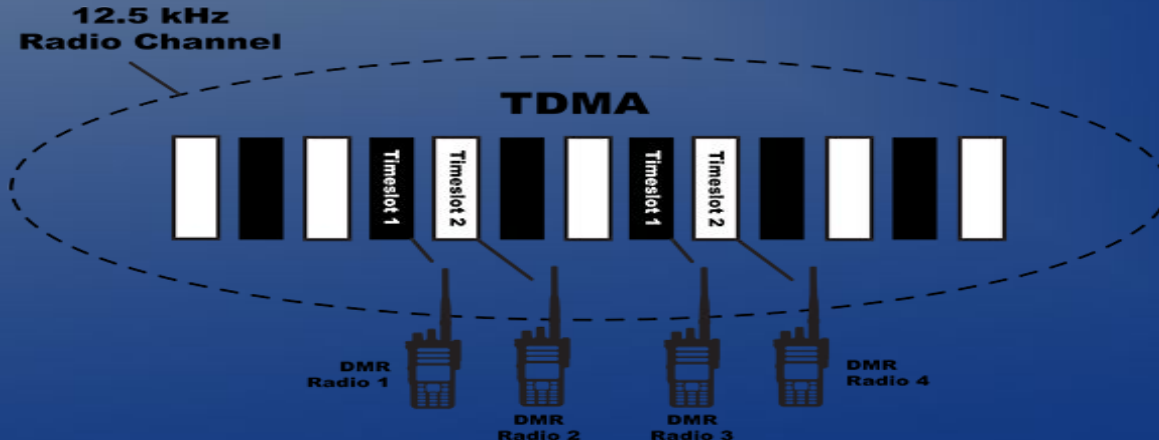 12.5 kHz
Radio Channel
TDMA
Timeslot 1
Timeslot 2
Timeslot 1
Timeslot 2
DMR
Radio 1
DMR
Radio 2
DMR
Radio 3
DMR
Radio 4